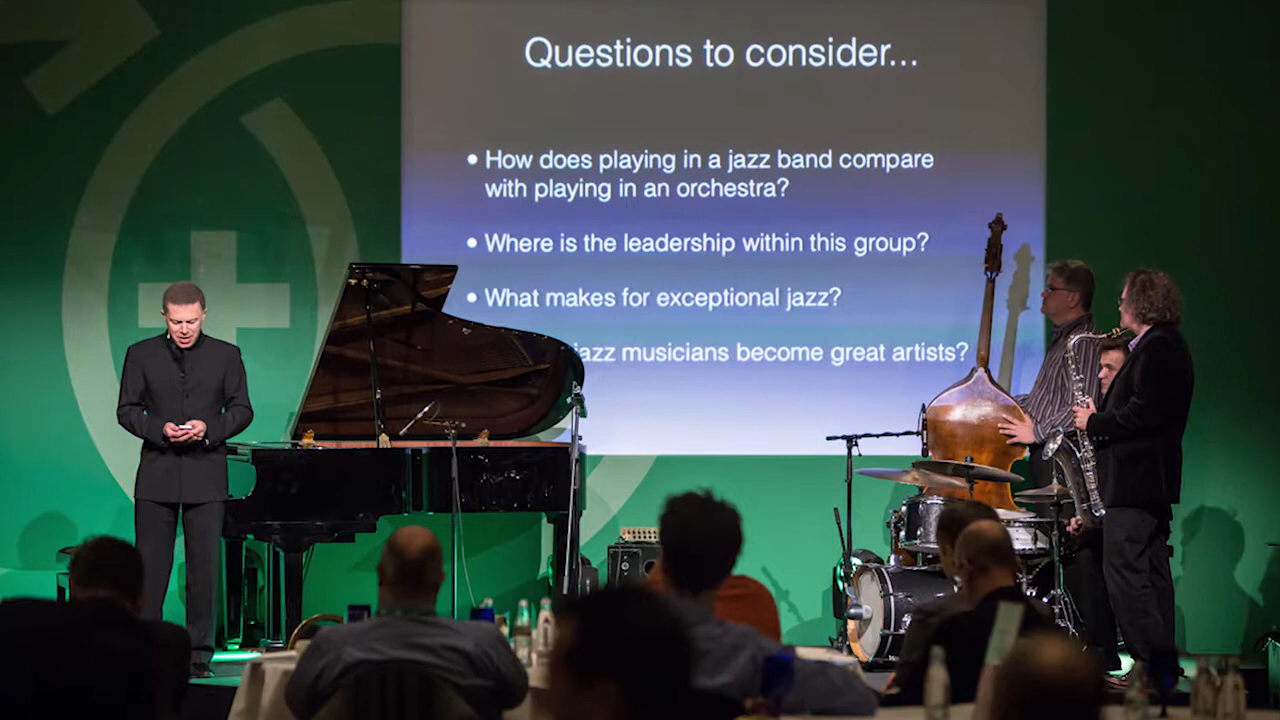 Questions to consider...
• How does playing in a jazz band compare
with playing in an orchestra?
• Where is the leadership within this group?
• What makes for exceptional jazz?
jazz musicians become great artists?